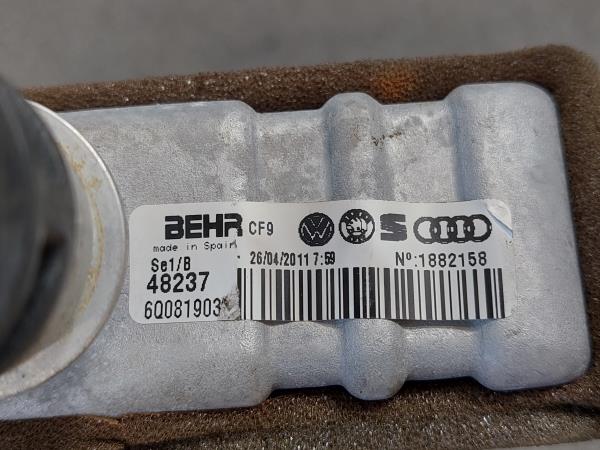 BEHR CF9
made in Spain
Se1/B 26/04/2011 7:59 Nº:1882158
48237
6Q081903